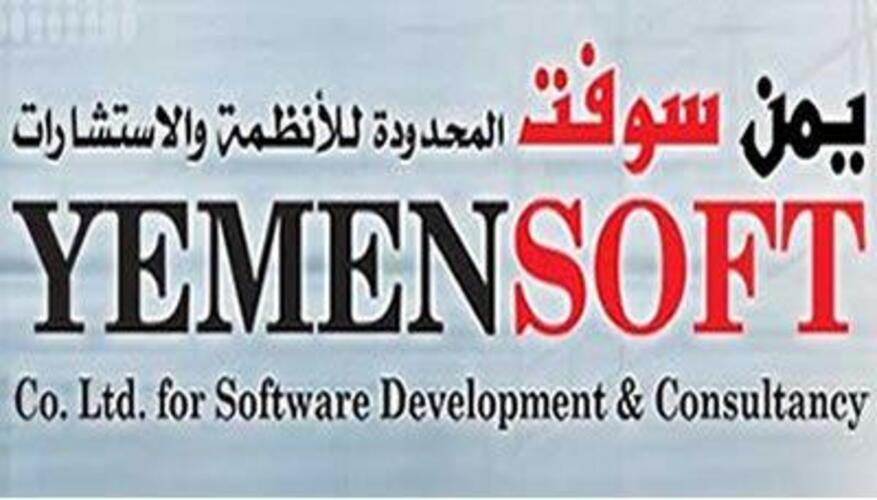 يمن سوفت المحدودة للأنظمة والاستشارات
YEMENSOFT
Co. Ltd. for Software Development & Consultancy